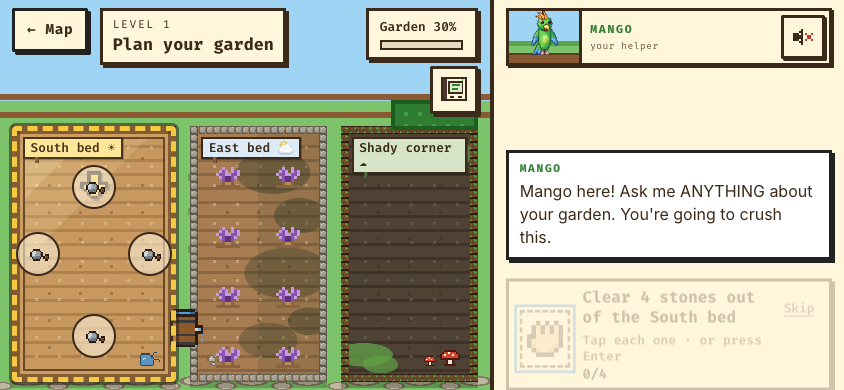 ← Map
LEVEL 1
Plan your garden
Garden 30%
South bed ☀
East bed ⛅
Shady corner
☁
MANGO
your helper
MANGO
Mango here! Ask me ANYTHING about
your garden. You're going to crush
this.
Clear 4 stones out
of the South bed
Skip
Tap each one · or press
Enter
0/4